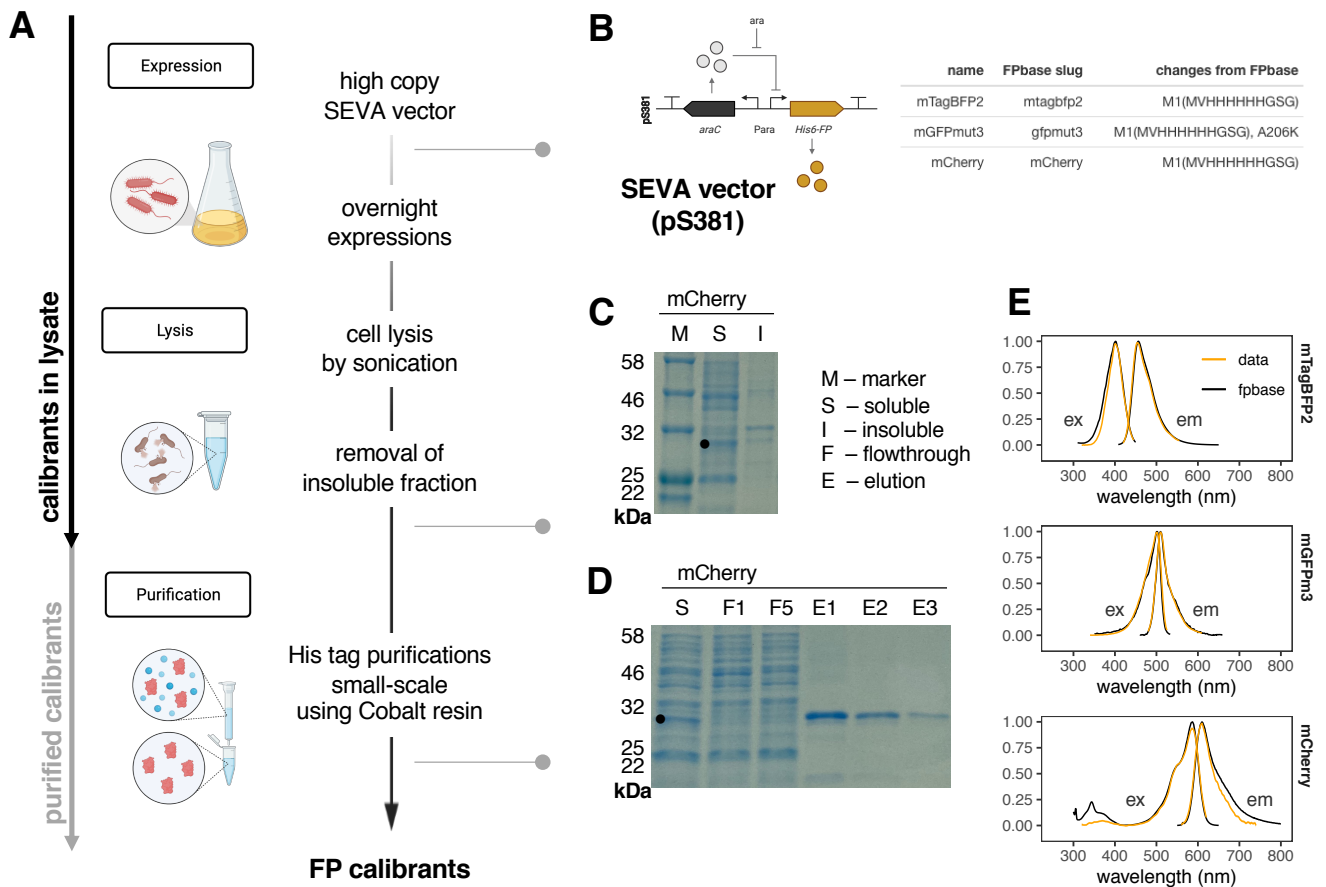 A
calibrants in lysate
purified calibrants
Expression
Lysis
Purification
high copy
SEVA vector
overnight
expressions
cell lysis
by sonication
removal of
insoluble fraction
His tag purifications
small-scale
using Cobalt resin
FP calibrants
B
ara
pS381
araC
Para
His6-FP
SEVA vector
(pS381)
name FPbase slug changes from FPbase
mTagBFP2 mtagbfp2 M1(MVHHHHHHGSG)
mGFPmut3 gfpmut3 M1(MVHHHHHHGSG), A206K
mCherry mCherry M1(MVHHHHHHGSG)
C
mCherry
M S I
58
46
32
25
22
kDa
M – marker
S – soluble
I – insoluble
F – flowthrough
E – elution
D
mCherry
S F1 F5 E1 E2 E3
58
46
32
25
22
kDa
E
1.00
0.75
0.50
0.25
0.00
ex
em
data
fpbase
mTagBFP2
300 400 500 600 700 800
wavelength (nm)
1.00
0.75
0.50
0.25
0.00
ex
em
mGFPm3
300 400 500 600 700 800
wavelength (nm)
1.00
0.75
0.50
0.25
0.00
ex
em
mCherry
300 400 500 600 700 800
wavelength (nm)